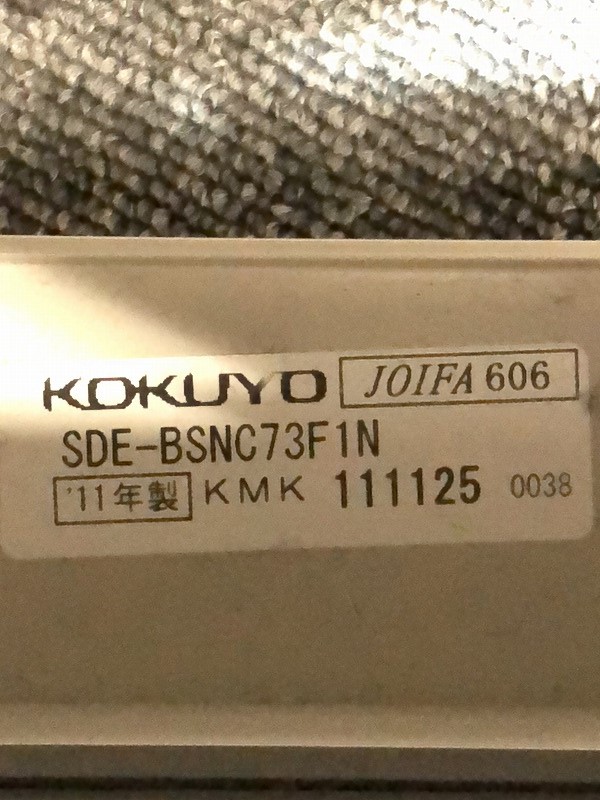 KOKUYO JOIFA 606
SDE-BSNC73F1N
'11年製 KMK 111125 0038